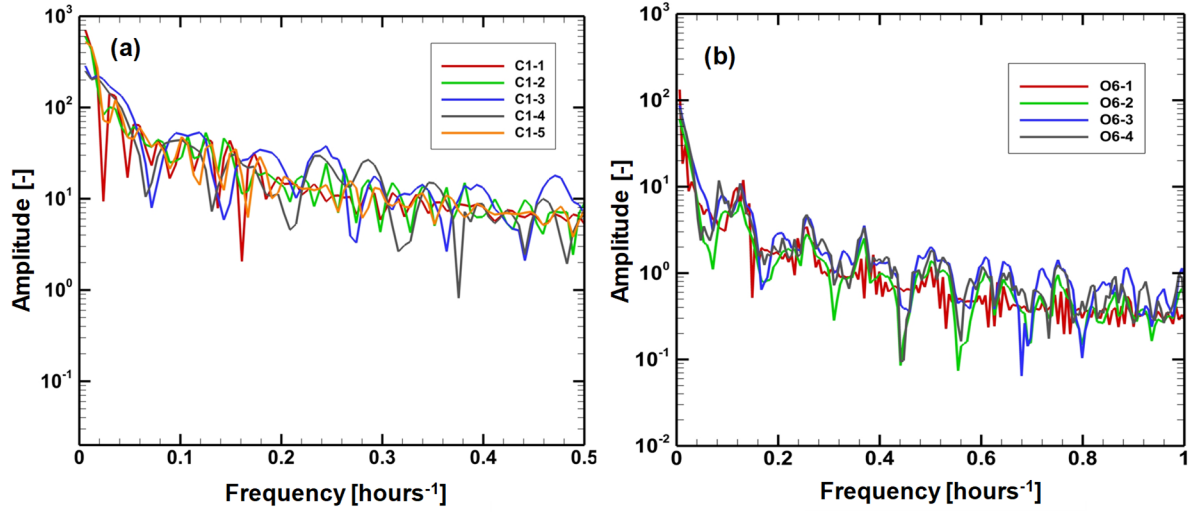 (a)
C1-1
C1-2
C1-3
C1-4
C1-5
10³
10²
10¹
10⁰
10⁻¹
0 0.1 0.2 0.3 0.4 0.5
Amplitude [-]
Frequency [hours⁻¹]
(b)
O6-1
O6-2
O6-3
O6-4
10³
10²
10¹
10⁰
10⁻¹
10⁻²
0 0.2 0.4 0.6 0.8 1
Amplitude [-]
Frequency [hours⁻¹]